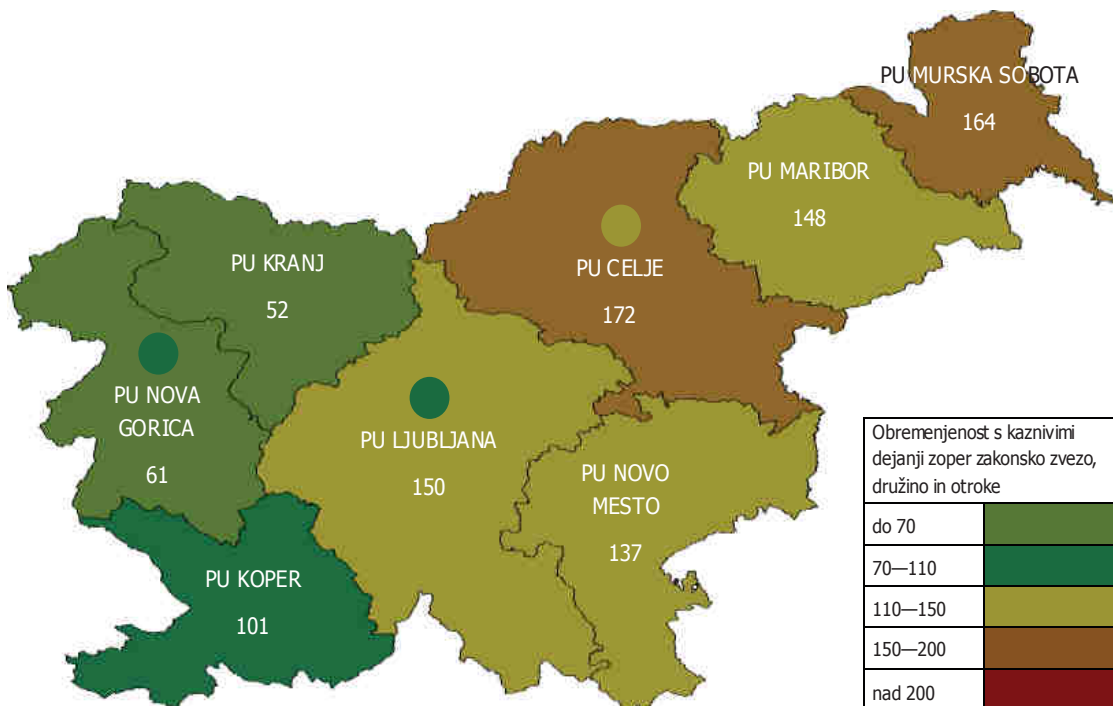 PU MURSKA SOBOTA
164
PU MARIBOR
148
PU KRANJ
52
PU CELJE
172
PU NOVA
GORICA
61
PU LJUBLJANA
150
PU NOVO
MESTO
137
PU KOPER
101
Obremenjenost s kaznivimi
dejanji zoper zakonsko zvezo,
družino in otroke
do 70
70—110
110—150
150—200
nad 200